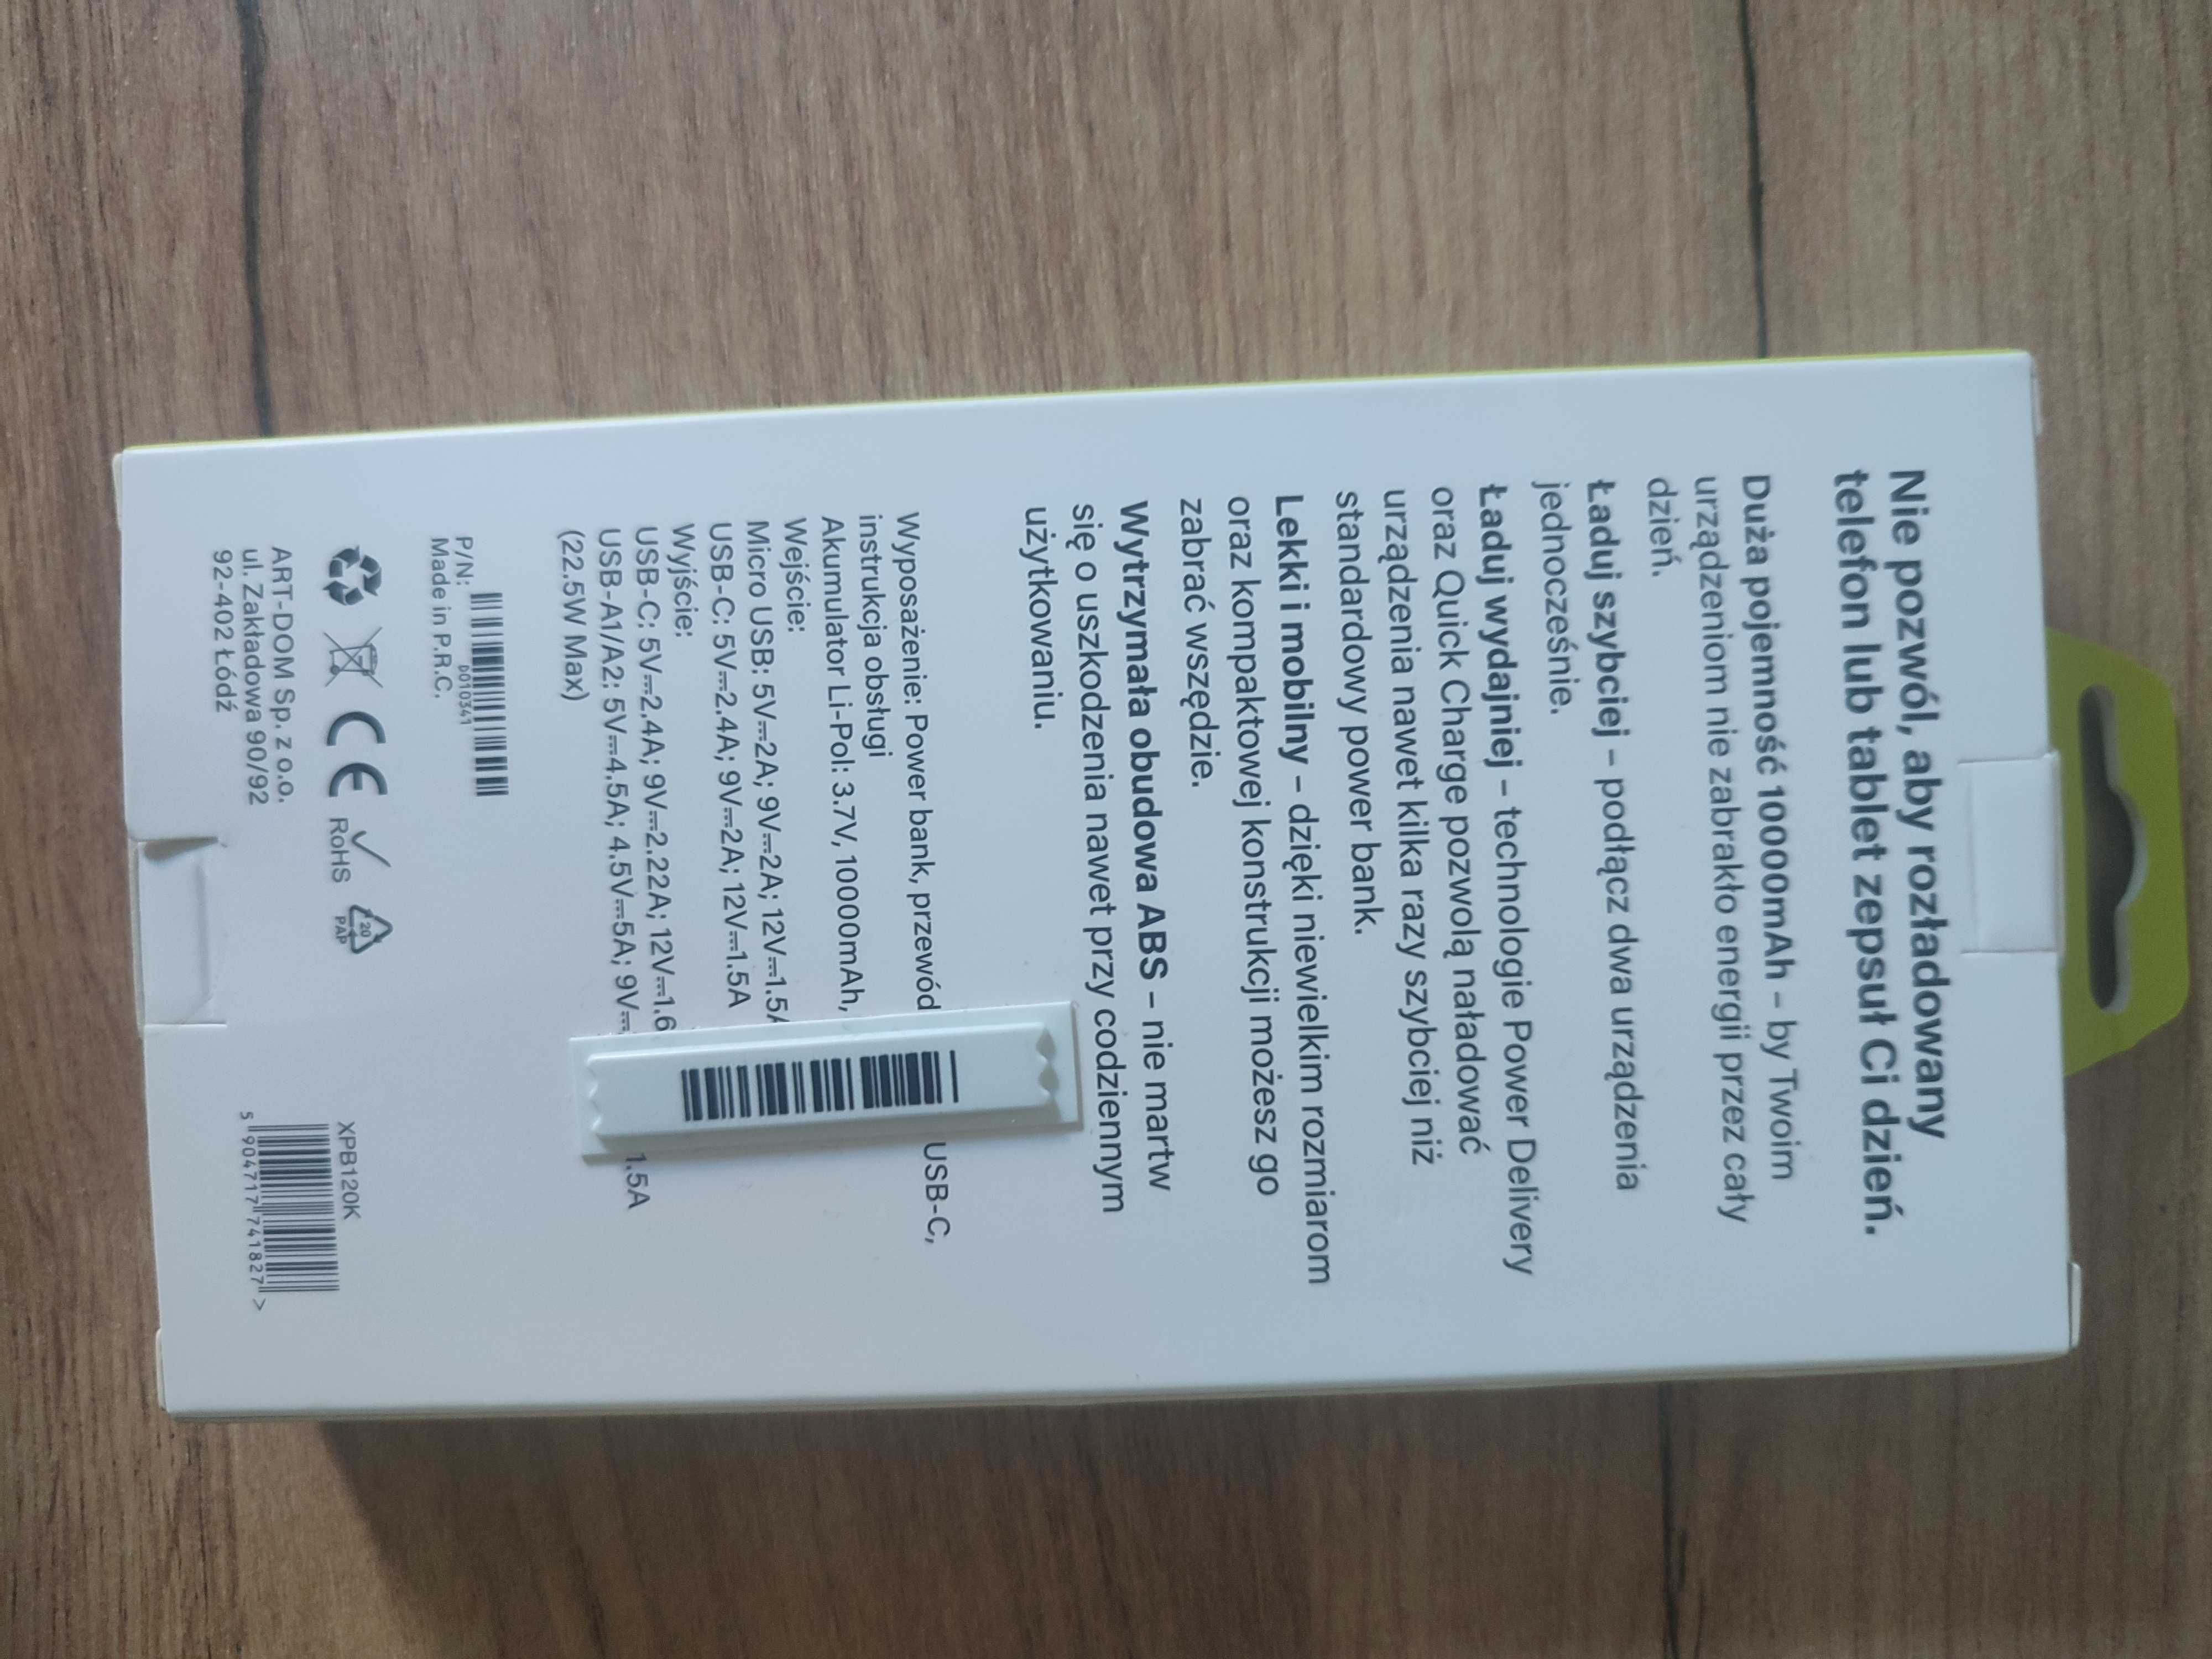 Nie pozwól, aby rozładowany
telefon lub tablet zepsuł Ci dzień.
Duża pojemność 10000mAh – by Twoim
urządzeniom nie zabrakło energii przez cały
dzień.
Ładuj szybciej – podłącz dwa urządzenia
jednocześnie.
Ładuj wydajniej – technologie Power Delivery
oraz Quick Charge pozwolą naładować
urządzenia nawet kilka razy szybciej niż
standardowy power bank.
Lekki i mobilny – dzięki niewielkim rozmiarom
oraz kompaktowej konstrukcji możesz go
zabrać wszędzie.
Wytrzymała obudowa ABS – nie martw
się o uszkodzenia nawet przy codziennym
użytkowaniu.
Wyposażenie: Power bank, przewód USB-C,
instrukcja obsługi
Akumulator Li-Pol: 3.7V, 10000mAh,
Wejście:
Micro USB: 5V⎓2A; 9V⎓2A; 12V⎓1.5A
USB-C: 5V⎓2.4A; 9V⎓2A; 12V⎓1.5A
Wyjście:
USB-C: 5V⎓2.4A; 9V⎓2.22A; 12V⎓1.6
USB-A1/A2: 5V⎓4.5A; 4.5V⎓5A; 9V⎓ 1.5A
(22.5W Max)
P/N: D010341
Made in P.R.C.
CE RoHS 20 PAP
ART-DOM Sp. z o.o.
ul. Zakładowa 90/92
92-402 Łódź
XPB120K
5 904717 741827 >